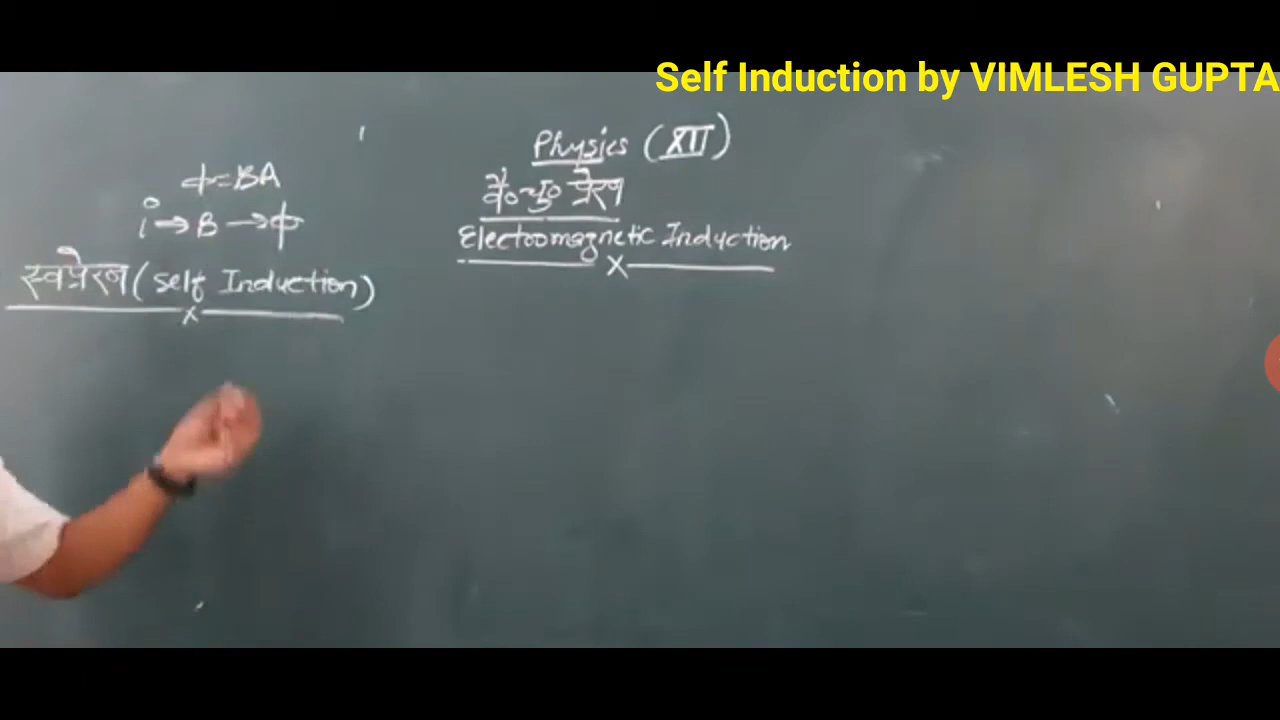 Self Induction by VIMLESH GUPTA
Physics (XII)
वै०चु० प्रेरण
Electromagnetic Induction
x
ϕ=BA
i → B → ϕ
स्वप्रेरण (Self Induction)
x